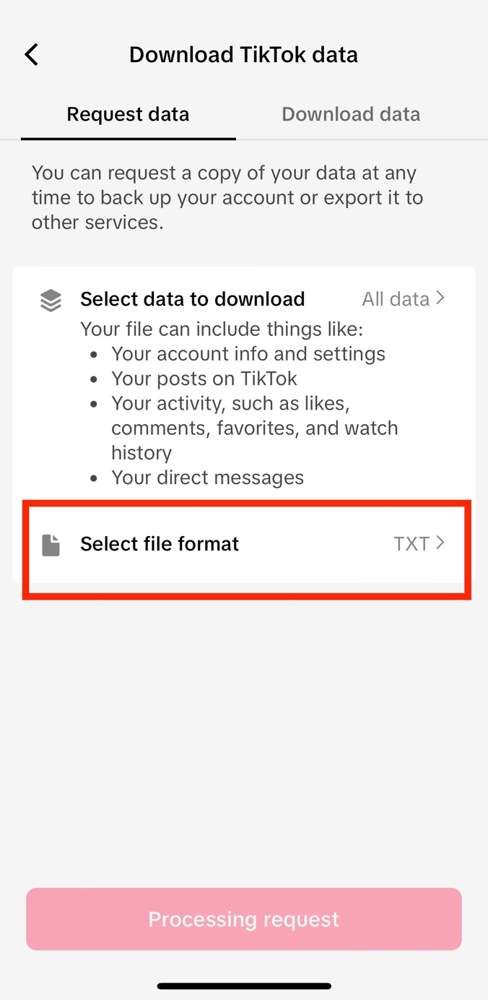 Download TikTok data
Request data
Download data
You can request a copy of your data at any
time to back up your account or export it to
other services.
Select data to download
All data
Your file can include things like:
• Your account info and settings
• Your posts on TikTok
• Your activity, such as likes,
comments, favorites, and watch
history
• Your direct messages
Select file format
TXT
Processing request